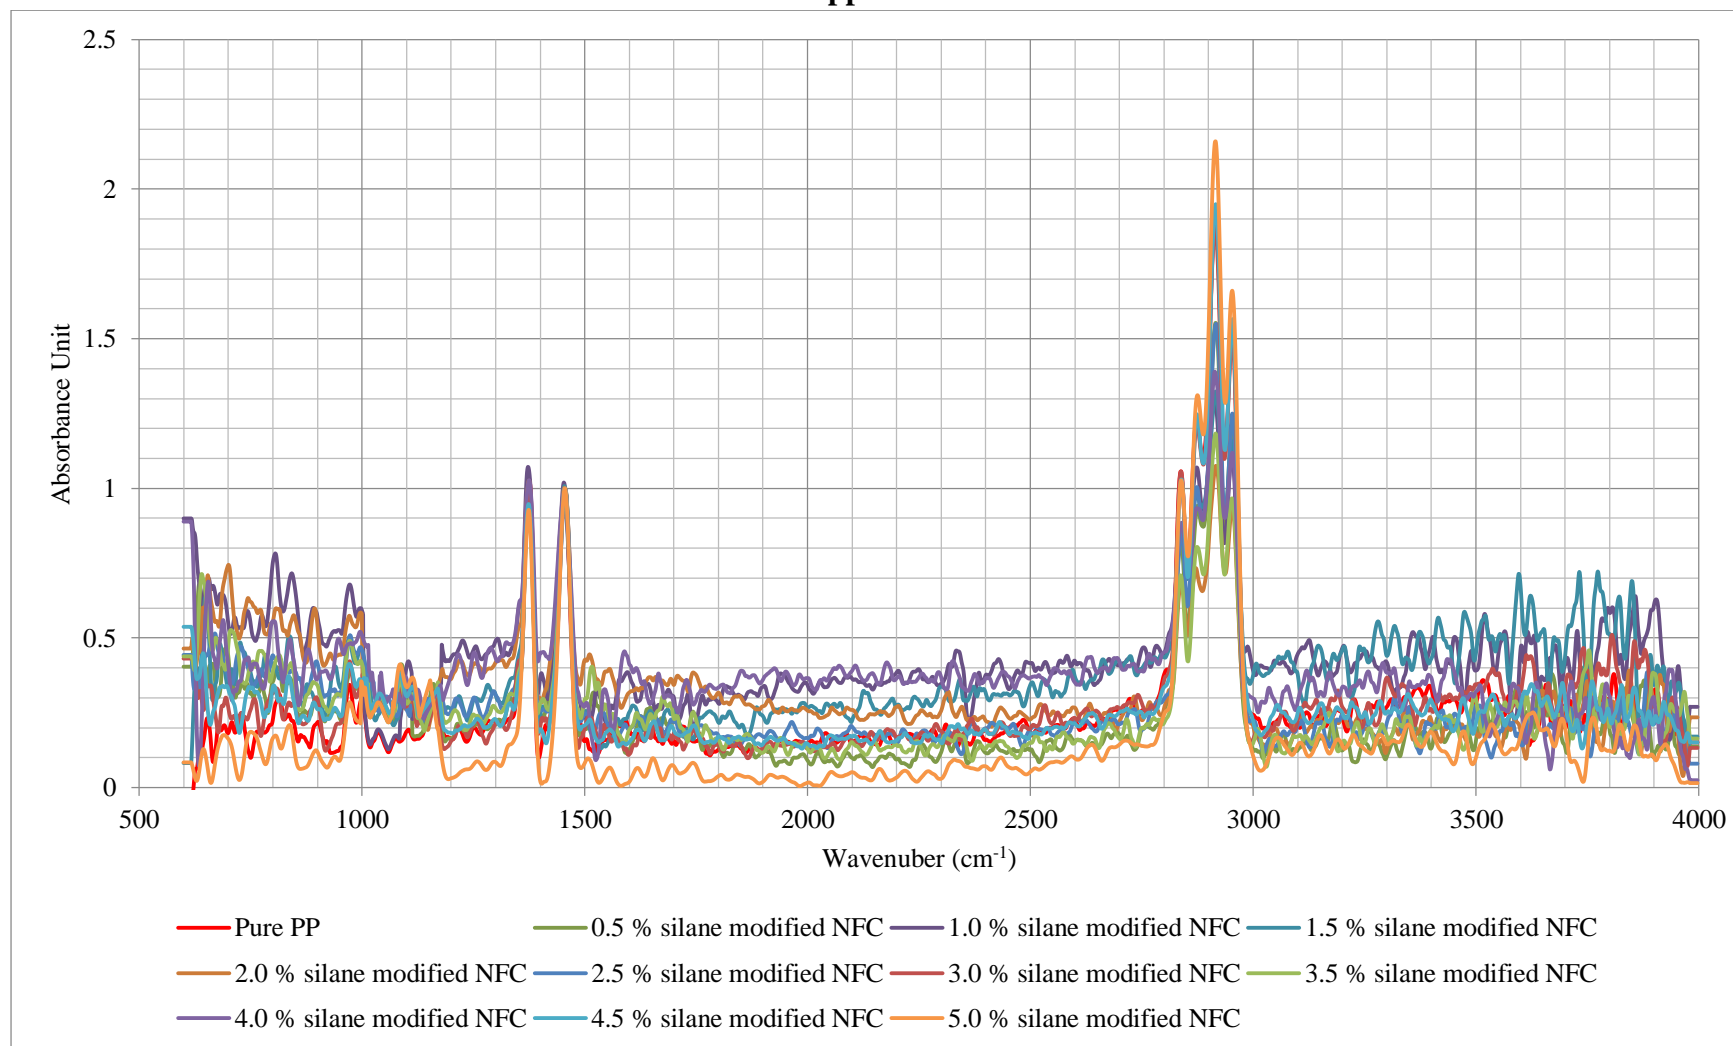 pp
2.5
2
1.5
1
0.5
0
Absorbance Unit
500 1000 1500 2000 2500 3000 3500 4000
Wavenuber (cm-1)
Pure PP 0.5 % silane modified NFC 1.0 % silane modified NFC 1.5 % silane modified NFC
2.0 % silane modified NFC 2.5 % silane modified NFC 3.0 % silane modified NFC 3.5 % silane modified NFC
4.0 % silane modified NFC 4.5 % silane modified NFC 5.0 % silane modified NFC